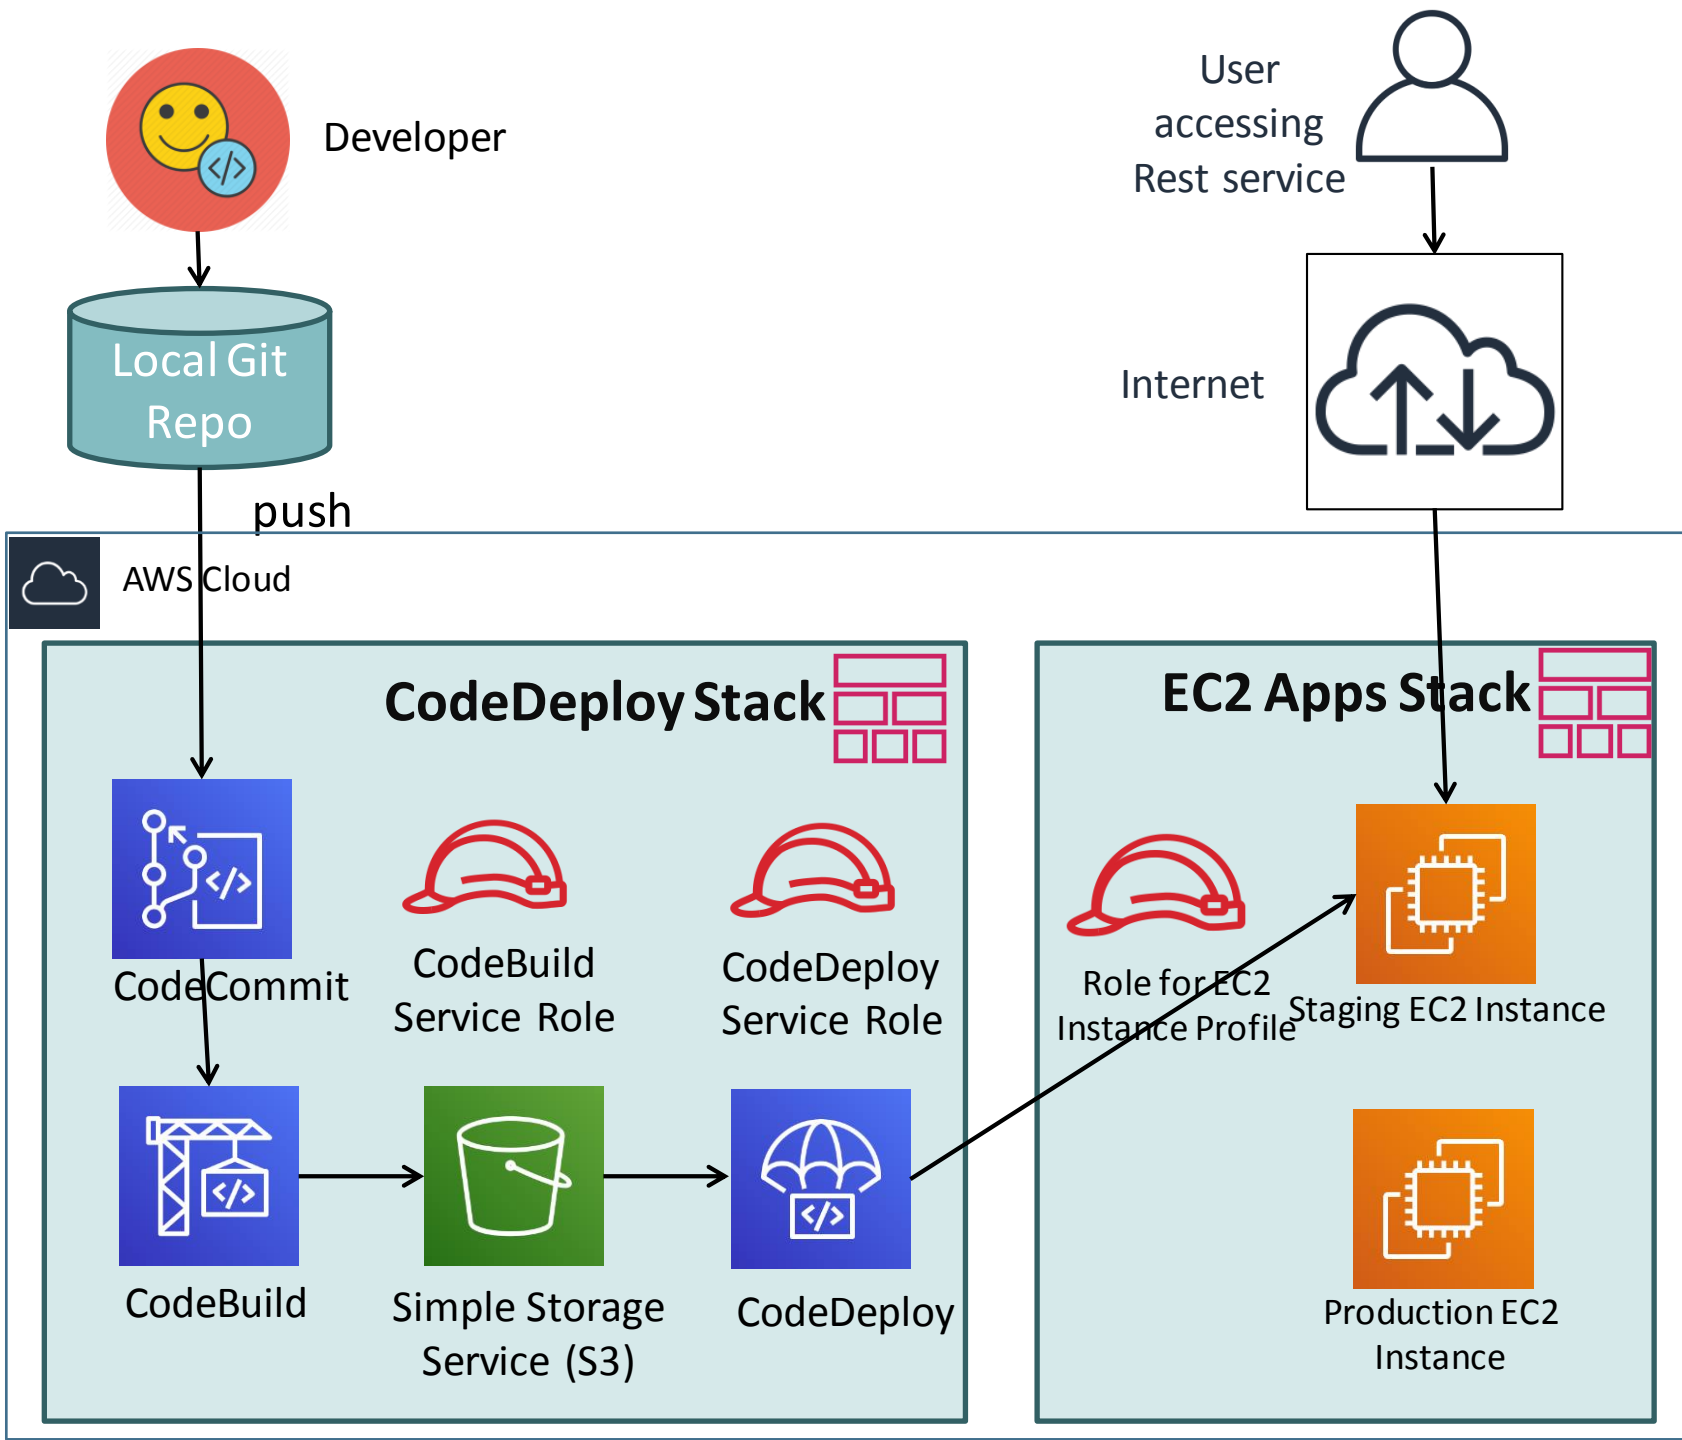 Developer
User
accessing
Rest service
Local Git
Repo
Internet
push
AWS Cloud
CodeDeploy Stack
EC2 Apps Stack
</>
</>
CodeCommit
CodeBuild
Service Role
CodeDeploy
Service Role
Role for EC2
Instance Profile
Staging EC2 Instance
</>
</>
CodeBuild
Simple Storage
Service (S3)
CodeDeploy
Production EC2
Instance